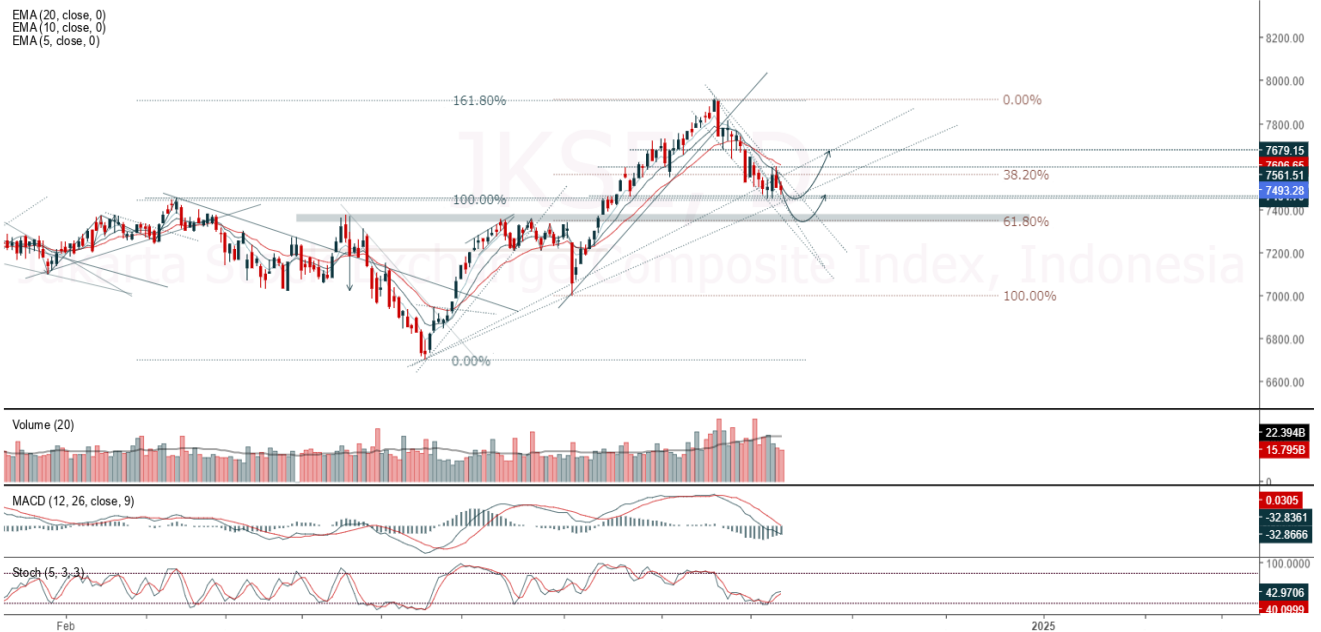 EMA (20, close, 0)
EMA (10, close, 0)
EMA (5, close, 0)
8200.00
8000.00
161.80%
0.00%
7800.00
7679.15
7606.65
7561.51
38.20%
7493.28
100.00%
7400.00
61.80%
7200.00
Exchange Composite Index, Indonesia
7000.00
100.00%
6800.00
0.00%
6600.00
Volume (20)
22.394B
15.795B
0
MACD (12, 26, close, 9)
0.0305
-32.8361
-32.8666
Stoch (5, 3, 3)
100.0000
42.9706
40.0999
Feb
2025